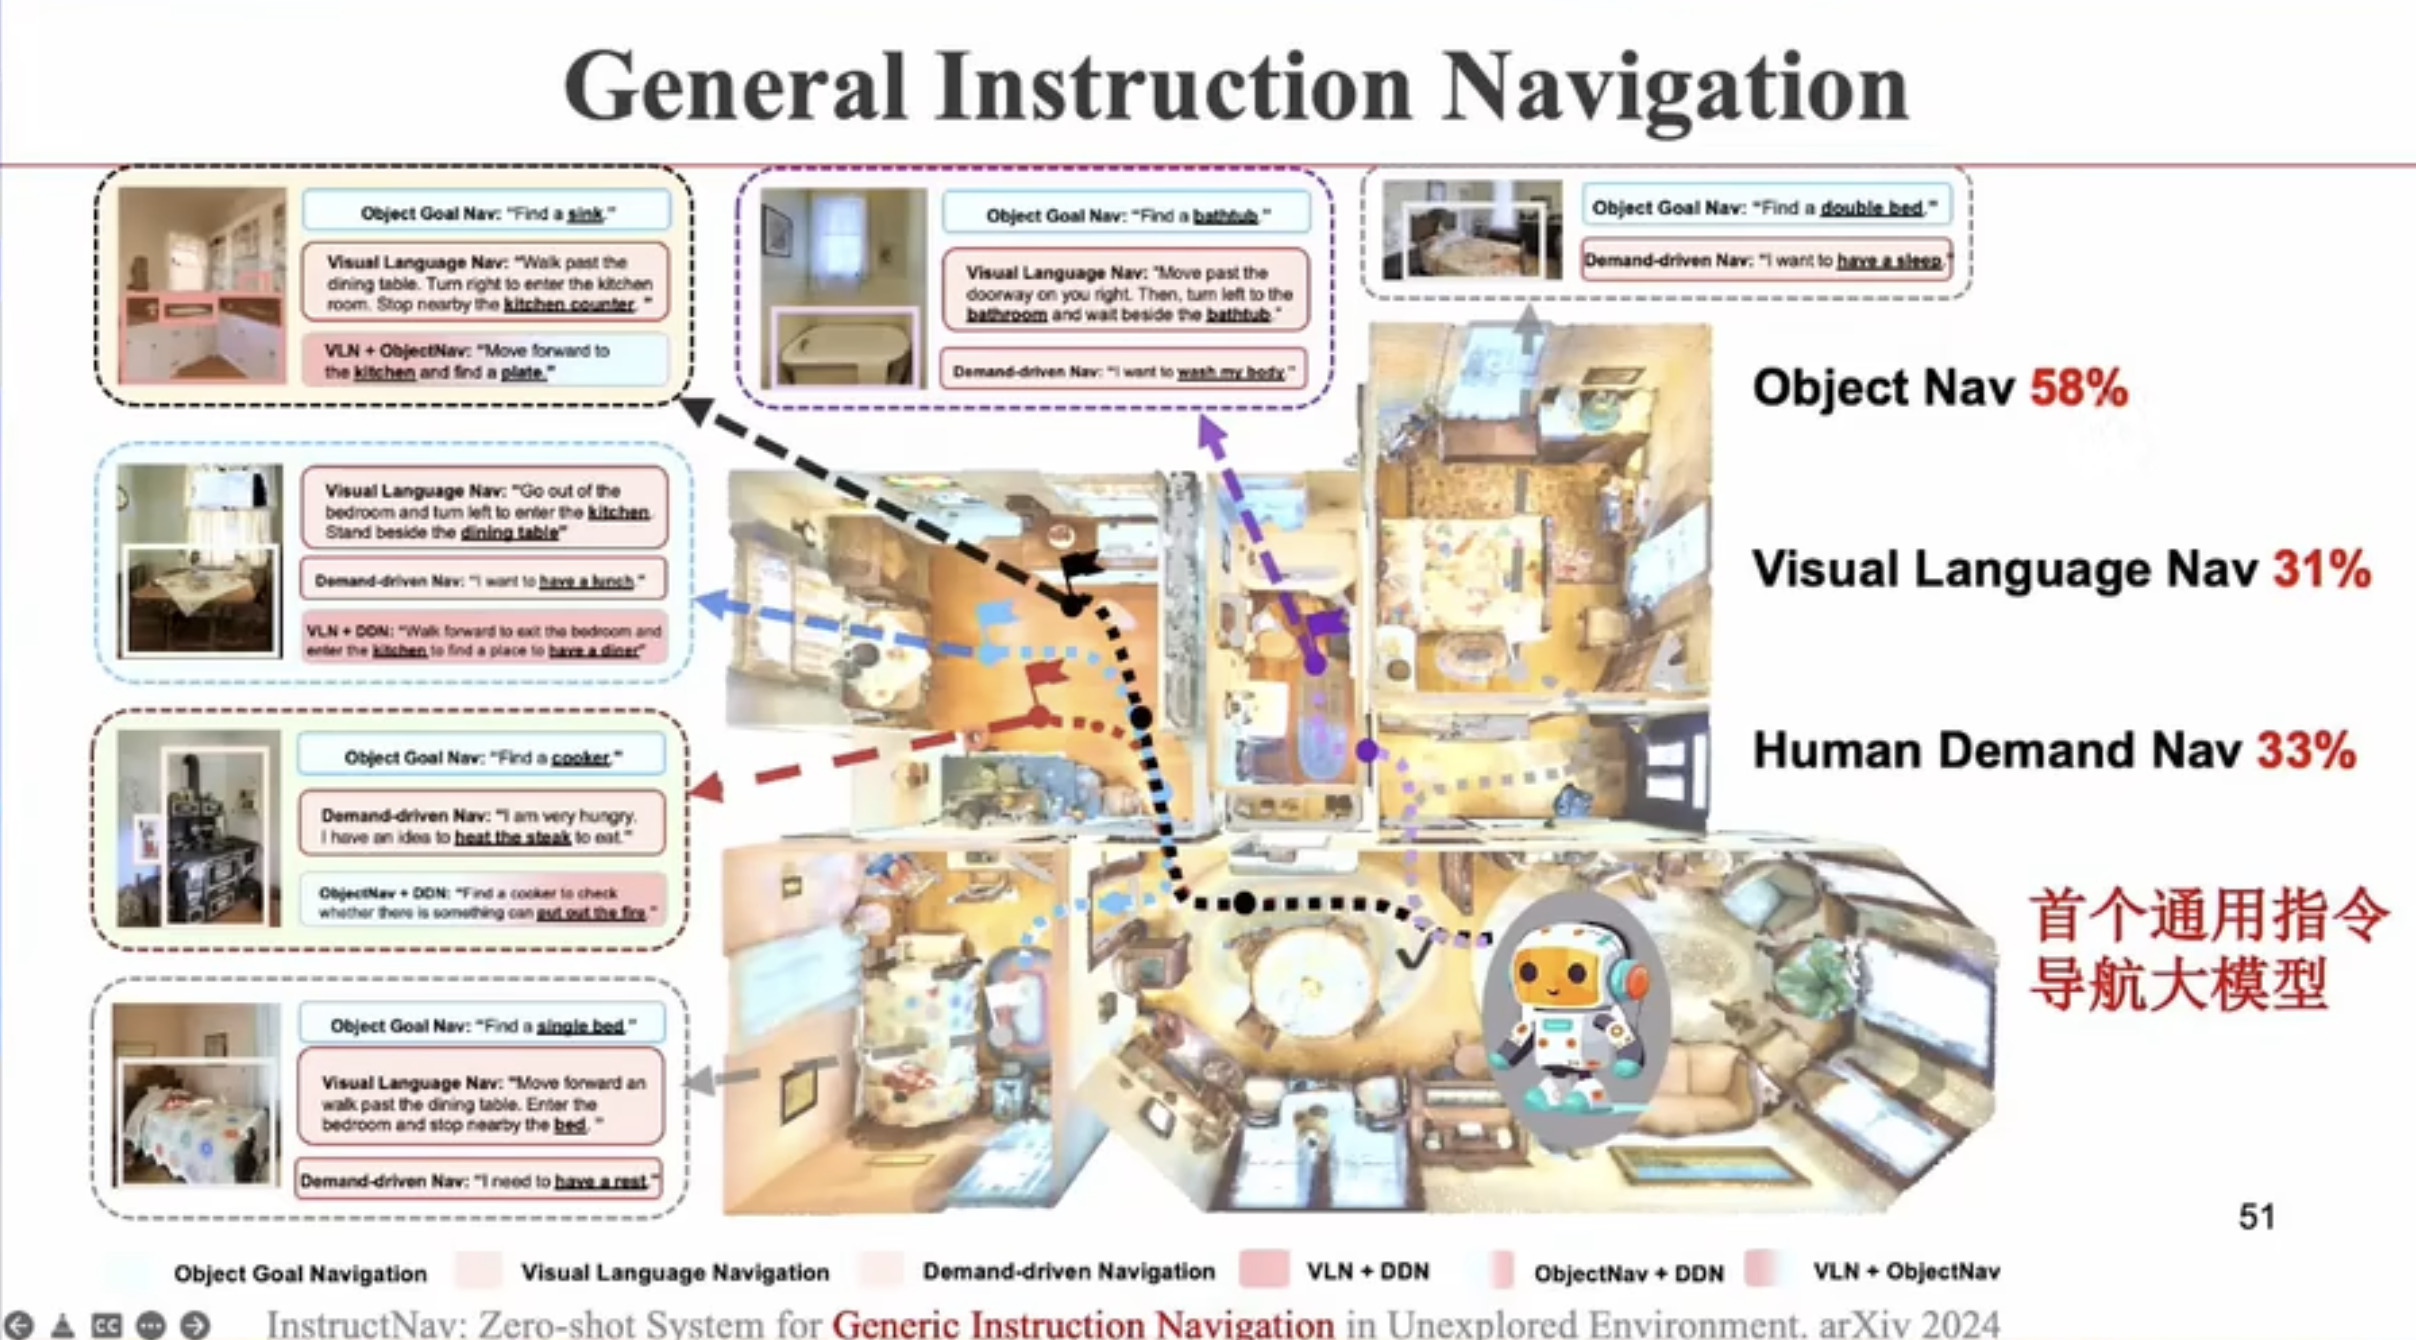 General Instruction Navigation
Object Goal Nav: "Find a sink."
Visual Language Nav: "Walk past the
dining table. Turn right to enter the kitchen
room. Stop nearby the kitchen counter. "
VLN + ObjectNav: "Move forward to
the kitchen and find a plate."
Object Goal Nav: "Find a bathtub."
Visual Language Nav: "Move past the
doorway on you right. Then, turn left to the
bathroom and wait beside the bathtub."
Demand-driven Nav: "I want to wash my body."
Object Goal Nav: "Find a double bed."
Demand-driven Nav: "I want to have a sleep."
Visual Language Nav: "Go out of the
bedroom and turn left to enter the kitchen.
Stand beside the dining table"
Demand-driven Nav: "I want to have a lunch."
VLN + DDN: "Walk forward to exit the bedroom and
enter the kitchen to find a place to have a diner"
Object Goal Nav: "Find a cooker."
Demand-driven Nav: "I am very hungry.
I have an idea to heat the steak to eat."
ObjectNav + DDN: "Find a cooker to check
whether there is something can put out the fire."
Object Goal Nav: "Find a single bed."
Visual Language Nav: "Move forward an
walk past the dining table. Enter the
bedroom and stop nearby the bed. "
Demand-driven Nav: "I need to have a rest."
Object Nav 58%
Visual Language Nav 31%
Human Demand Nav 33%
首个通用指令
导航大模型
51
Object Goal Navigation
Visual Language Navigation
Demand-driven Navigation
VLN + DDN
ObjectNav + DDN
VLN + ObjectNav
CC
InstructNav: Zero-shot System for Generic Instruction Navigation in Unexplored Environment. arXiv 2024